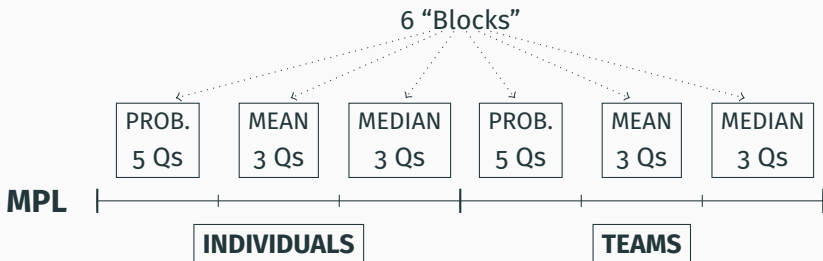 6 “Blocks”
PROB. MEAN MEDIAN PROB. MEAN MEDIAN
5 Qs 3 Qs 3 Qs 5 Qs 3 Qs 3 Qs
MPL
INDIVIDUALS TEAMS